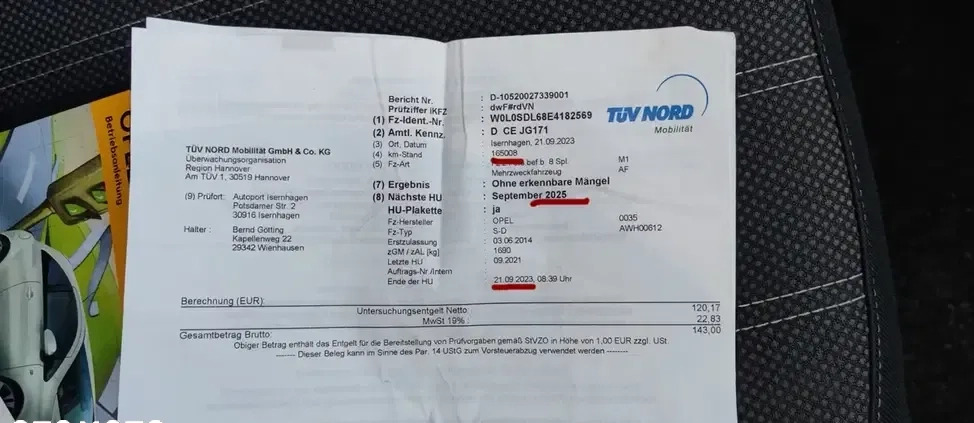 Betriebsanleitung
TÜV NORD
Mobilität
TÜV NORD Mobilität GmbH & Co. KG
Überwachungsorganisation
Region Hannover
Am TÜV 1, 30519 Hannover
(9) Prüfort: Autoport Isernhagen
Potsdamer Str. 2
30916 Isernhagen
Halter : Bernd Götting
Kapellenweg 22
29342 Wienhausen
Bericht Nr. : D-10520027339001
Prüfziffer iKFZ : dwF#rdVN
(1) Fz-Ident.-Nr. : W0L0SDL68E4182569
(2) Amtl. Kennz. : D CE JG171
(3) Ort, Datum : Isernhagen, 21.09.2023
(4) km-Stand : 165008
(5) Fz-Art : bef b. 8 Spl. M1
Mehrzweckfahrzeug AF
(7) Ergebnis : Ohne erkennbare Mängel
(8) Nächste HU : September 2025
HU-Plakette : ja
Fz-Hersteller : OPEL 0035
Fz-Typ : S-D AWH00612
Erstzulassung : 03.06.2014
zGM / zAL [kg] : 1690
Letzte HU : 09.2021
Auftrags-Nr./Intern :
Ende der HU : 21.09.2023, 08.39 Uhr
Berechnung (EUR):
Untersuchungsentgelt Netto: 120,17
MwSt 19% : 22,83
Gesamtbetrag Brutto: 143,00
Obiger Betrag enthält das Entgelt für die Bereitstellung von Prüfvorgaben gemäß StVZO in Höhe von 1,00 EUR zzgl. USt.
------- Dieser Beleg kann im Sinne des Par. 14 UStG zum Vorsteuerabzug verwendet werden --------